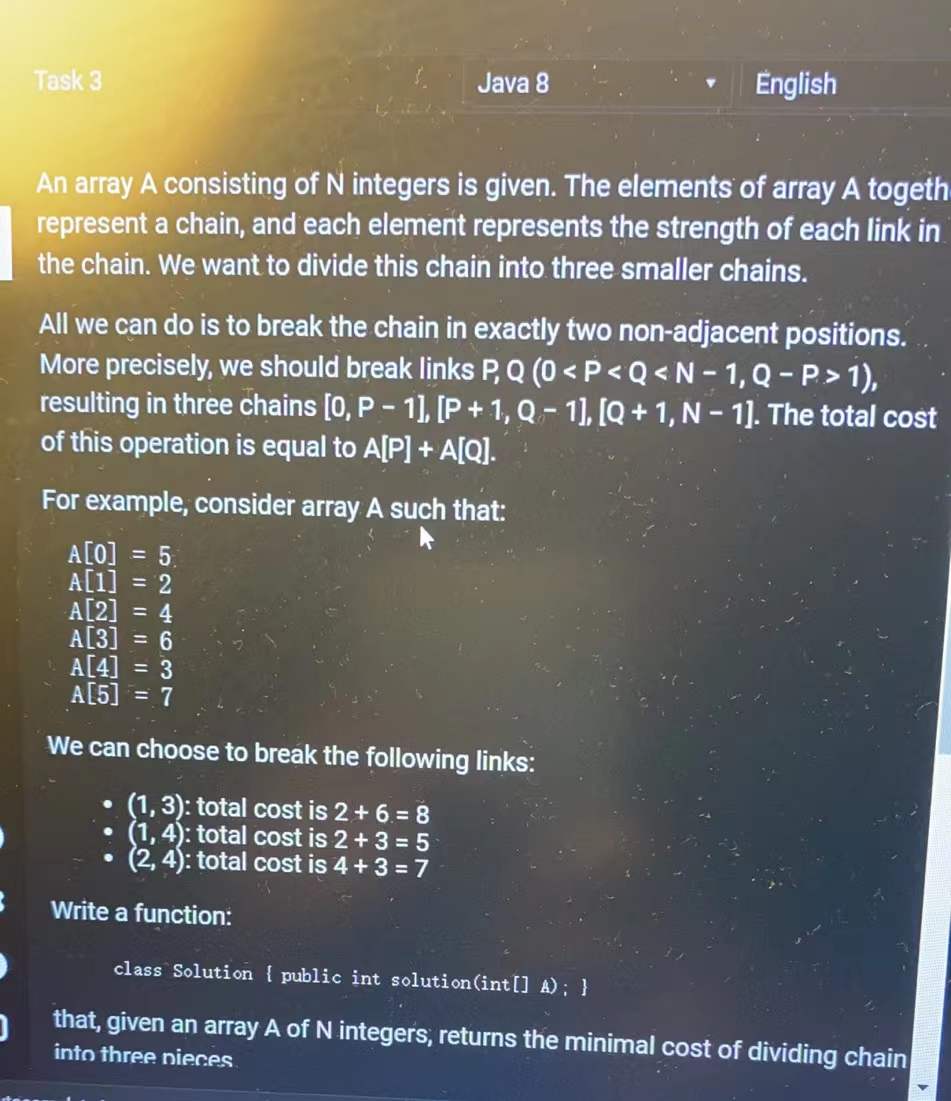 Task 3
Java 8
English
An array A consisting of N integers is given. The elements of array A togeth
represent a chain, and each element represents the strength of each link in
the chain. We want to divide this chain into three smaller chains.
All we can do is to break the chain in exactly two non-adjacent positions.
More precisely, we should break links P, Q (0 < P < Q < N - 1, Q - P > 1),
resulting in three chains [0, P - 1], [P + 1, Q - 1], [Q + 1, N - 1]. The total cost
of this operation is equal to A[P] + A[Q].
For example, consider array A such that:
A[0] = 5
A[1] = 2
A[2] = 4
A[3] = 6
A[4] = 3
A[5] = 7
We can choose to break the following links:
• (1, 3): total cost is 2 + 6 = 8
• (1, 4): total cost is 2 + 3 = 5
• (2, 4): total cost is 4 + 3 = 7
Write a function:
class Solution { public int solution(int[] A); }
that, given an array A of N integers, returns the minimal cost of dividing chain
into three pieces